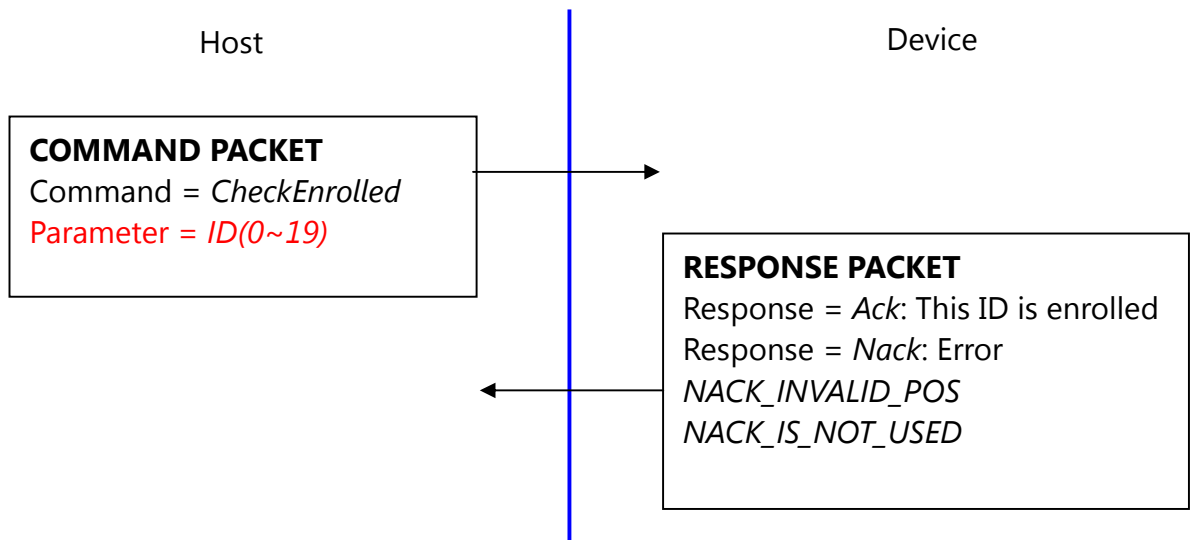 Host
Device
COMMAND PACKET
Command = CheckEnrolled
Parameter = ID(0~19)
RESPONSE PACKET
Response = Ack: This ID is enrolled
Response = Nack: Error
NACK_INVALID_POS
NACK_IS_NOT_USED